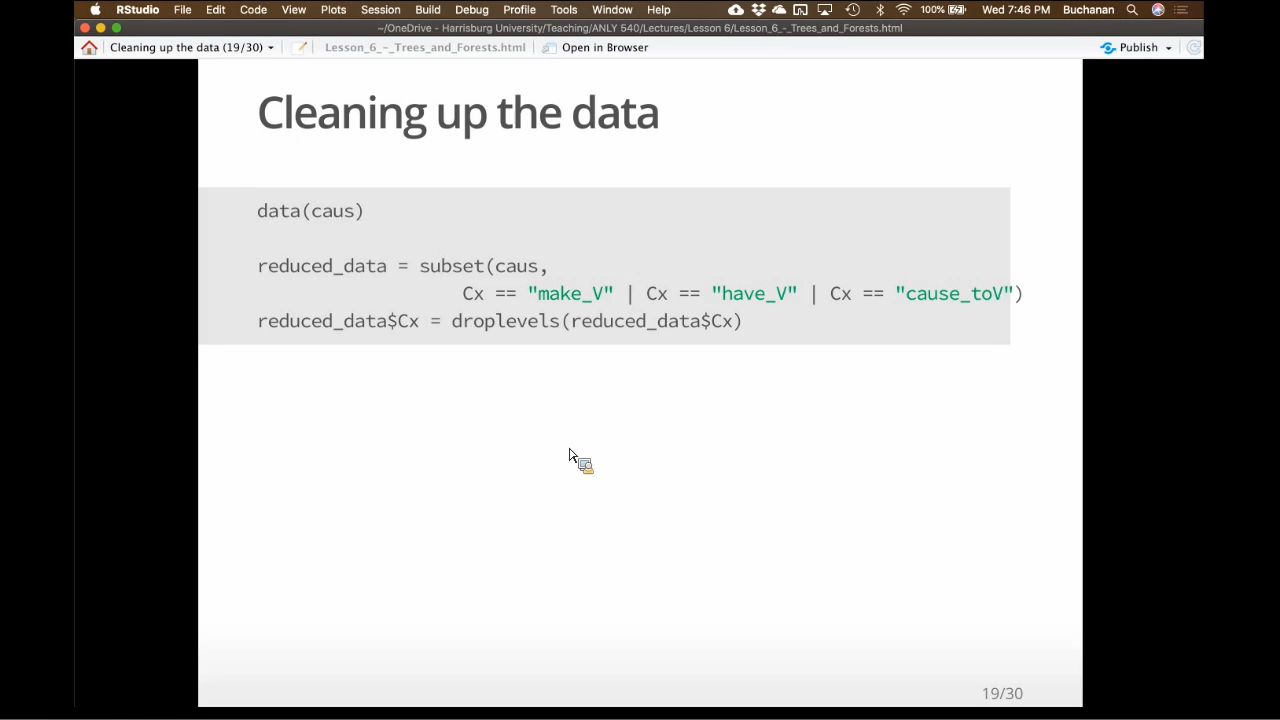 RStudio File Edit Code View Plots Session Build Debug Profile Tools Window Help 100% Wed 7:46 PM Buchanan
~/OneDrive - Harrisburg University/Teaching/ANLY 540/Lectures/Lesson 6/Lesson_6_-_Trees_and_Forests.html
Cleaning up the data (19/30) Lesson_6_-_Trees_and_Forests.html Open in Browser Publish
Cleaning up the data
data(caus)
reduced_data = subset(caus,
Cx == "make_V" | Cx == "have_V" | Cx == "cause_toV")
reduced_data$Cx = droplevels(reduced_data$Cx)
19/30